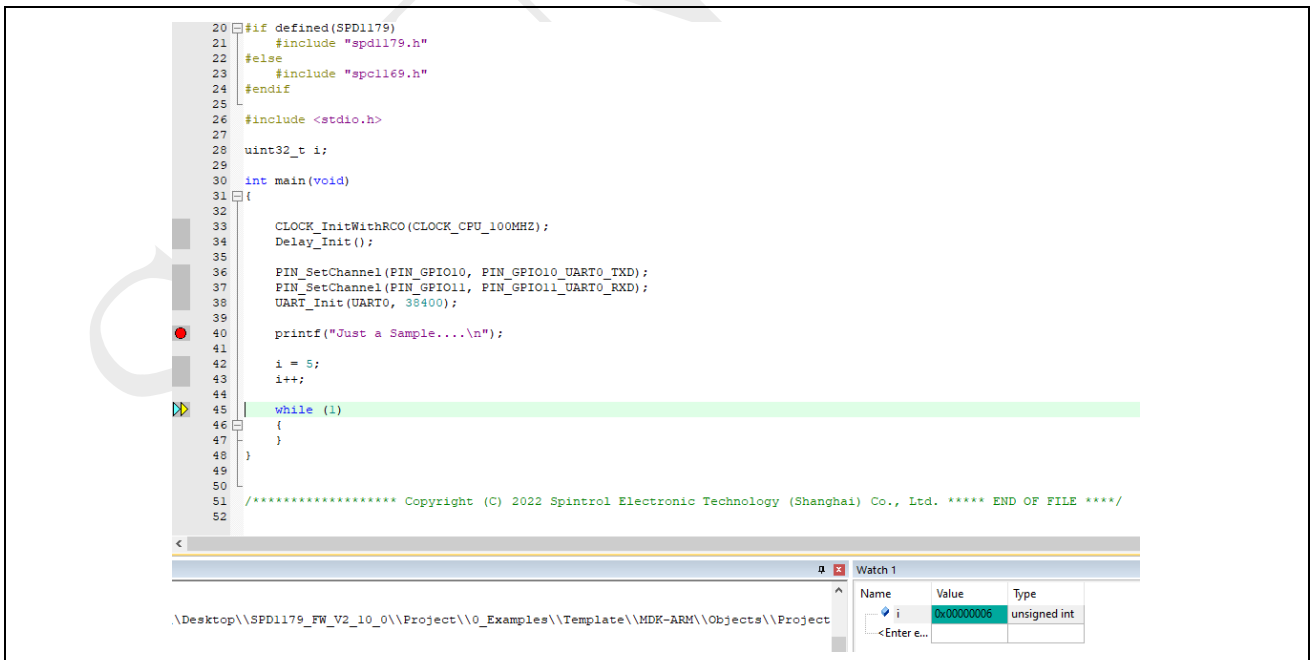 20 #if defined(SPD1179)
21 #include "spd1179.h"
22 #else
23 #include "spc1169.h"
24 #endif
25
26 #include <stdio.h>
27
28 uint32_t i;
29
30 int main(void)
31 {
32
33 CLOCK_InitWithRCO(CLOCK_CPU_100MHZ);
34 Delay_Init();
35
36 PIN_SetChannel(PIN_GPIO10, PIN_GPIO10_UART0_TXD);
37 PIN_SetChannel(PIN_GPIO11, PIN_GPIO11_UART0_RXD);
38 UART_Init(UART0, 38400);
39
40 printf("Just a Sample....\n");
41
42 i = 5;
43 i++;
44
45 while (1)
46 {
47 }
48 }
49
50
51 /******************* Copyright (C) 2022 Spintrol Electronic Technology (Shanghai) Co., Ltd. ***** END OF FILE ****/
52
Watch 1
Name Value Type
i 0x00000006 unsigned int
<Enter e...
\Desktop\\SPD1179_FW_V2_10_0\\Project\\0_Examples\\Template\\MDK-ARM\\Objects\\Project